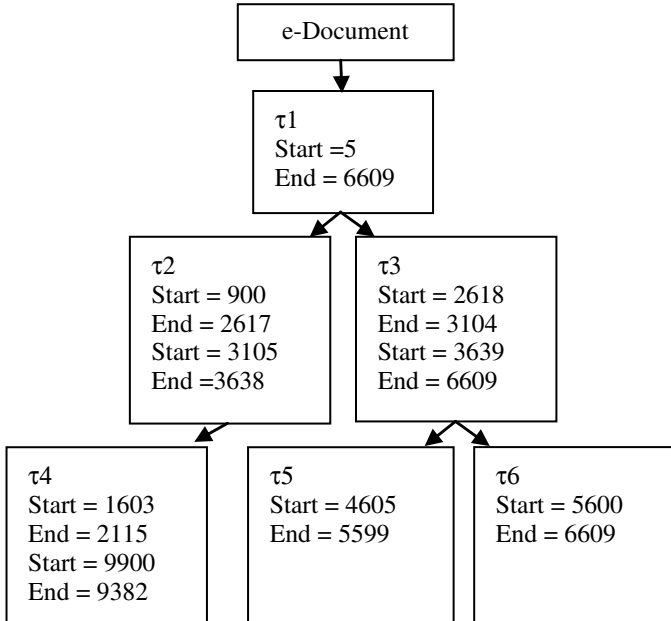 e-Document
τ1
Start =5
End = 6609
τ2
Start = 900
End = 2617
Start = 3105
End =3638
τ3
Start = 2618
End = 3104
Start = 3639
End = 6609
τ4
Start = 1603
End = 2115
Start = 9900
End = 9382
τ5
Start = 4605
End = 5599
τ6
Start = 5600
End = 6609